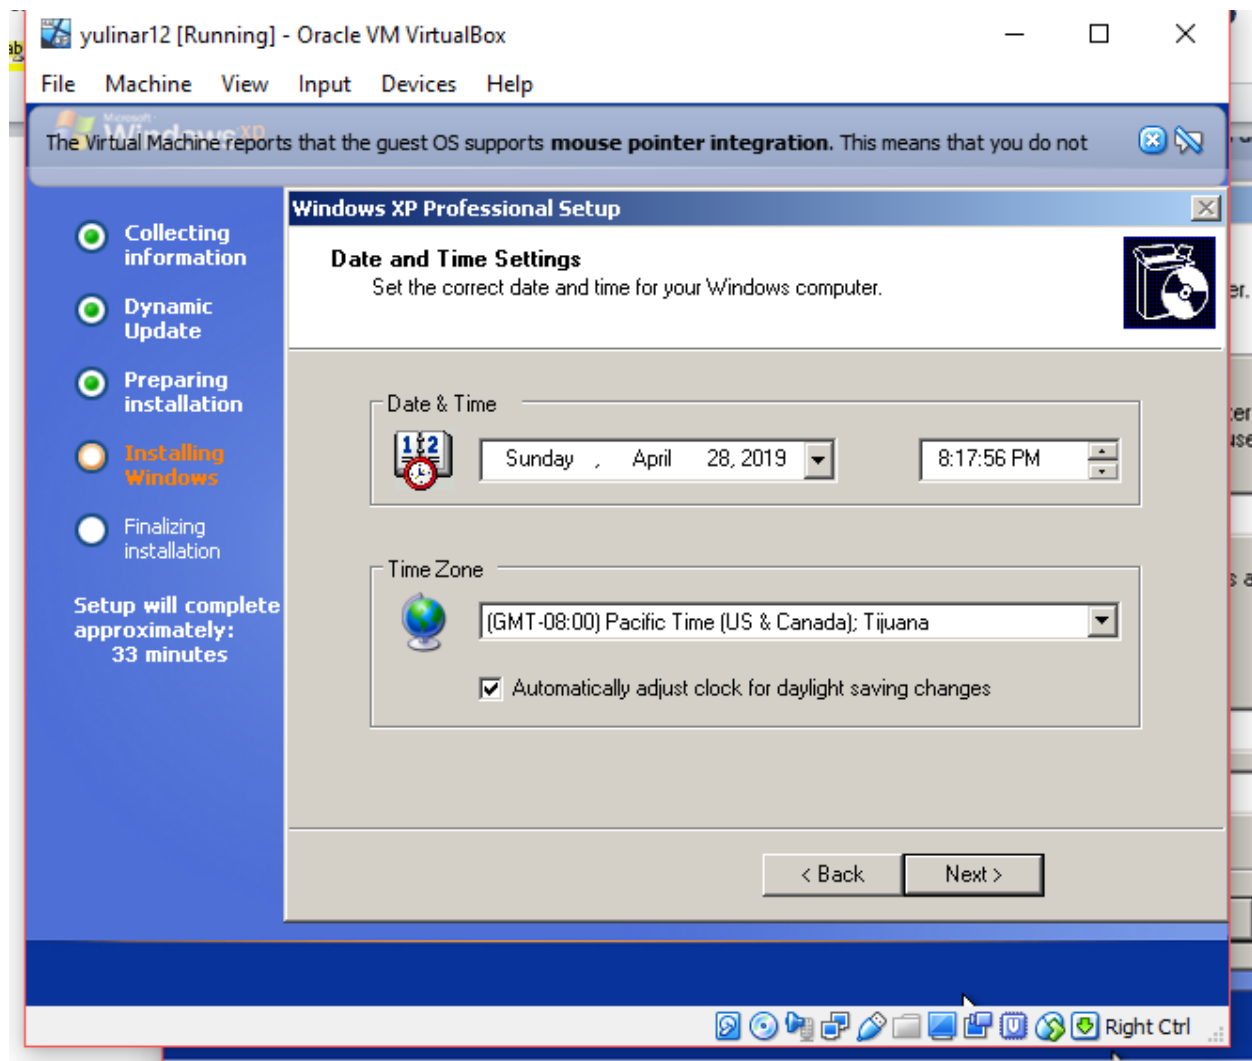 yulinar12 [Running] - Oracle VM VirtualBox
File Machine View Input Devices Help
Microsoft
Windows XP
The Virtual Machine reports that the guest OS supports mouse pointer integration. This means that you do not
Windows XP Professional Setup
Collecting
information
Dynamic
Update
Preparing
installation
Installing
Windows
Finalizing
installation
Setup will complete
approximately:
33 minutes
Date and Time Settings
Set the correct date and time for your Windows computer.
Date & Time
Sunday , April 28, 2019 8:17:56 PM
Time Zone
(GMT-08:00) Pacific Time (US & Canada); Tijuana
Automatically adjust clock for daylight saving changes
< Back Next >
Right Ctrl